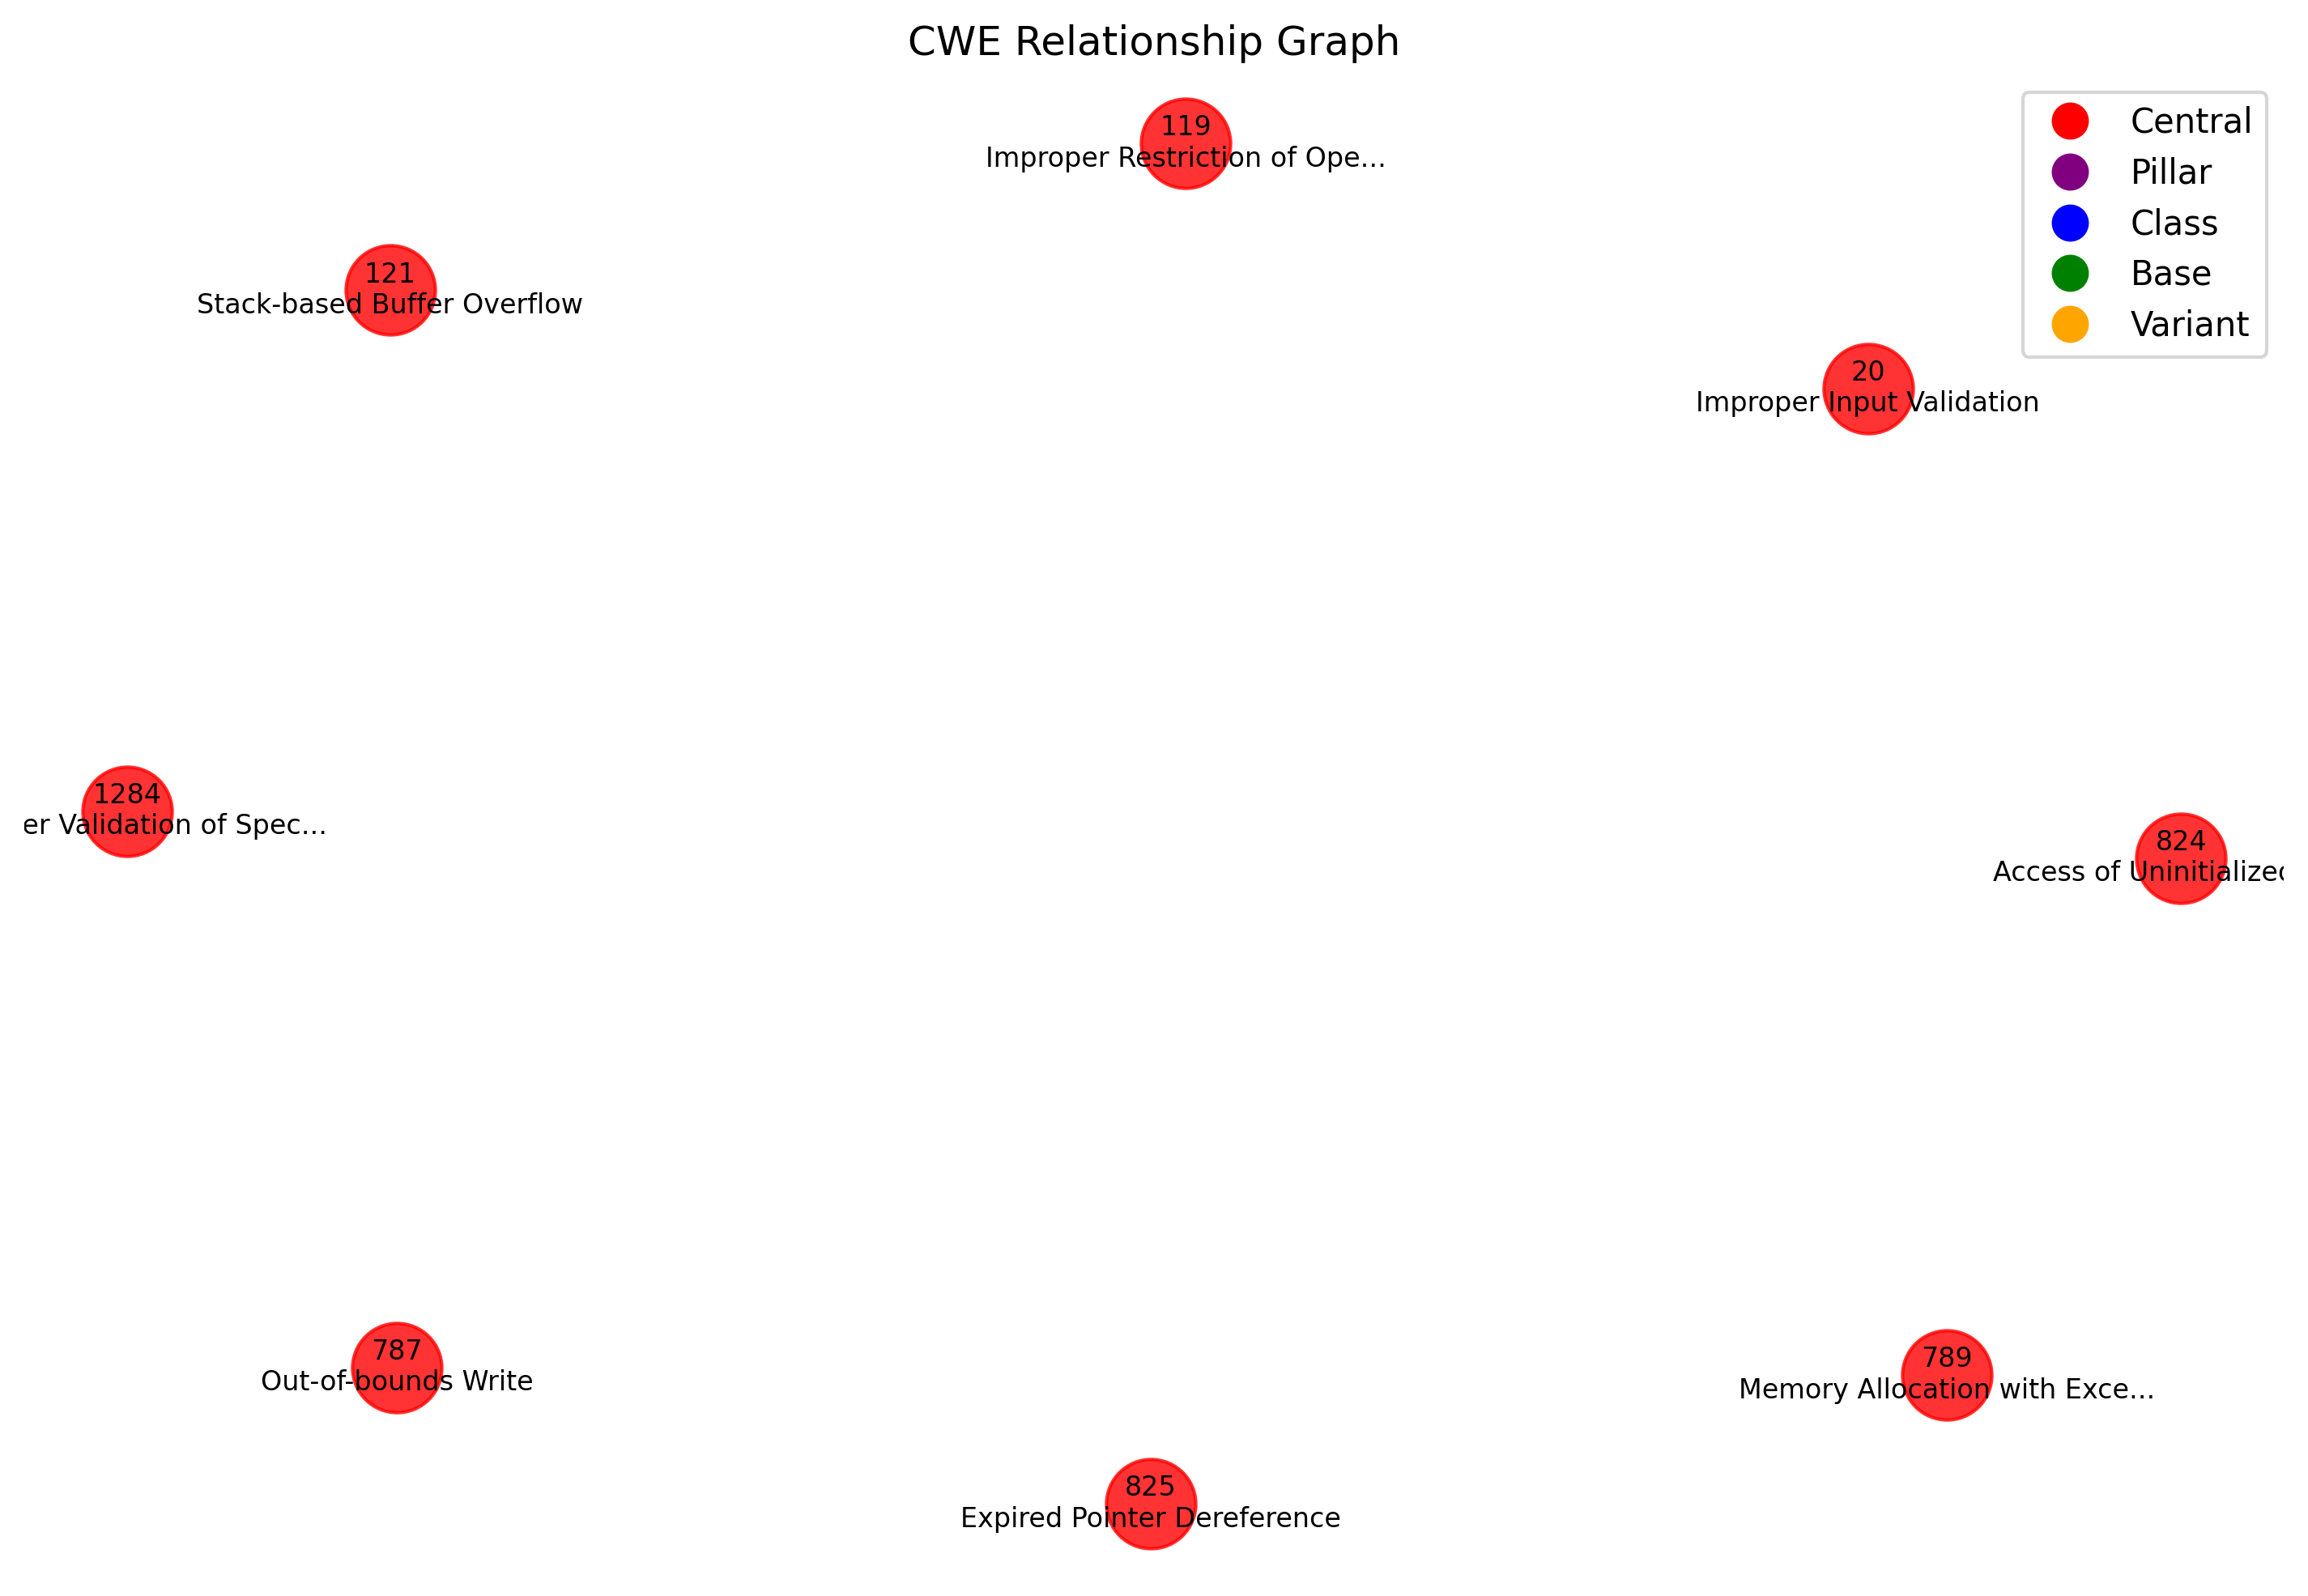 CWE Relationship Graph
119
Improper Restriction of Ope...
Central
Pillar
Class
Base
Variant
121
Stack-based Buffer Overflow
20
Improper Input Validation
1284
er Validation of Spec...
824
Access of Uninitialized
787
Out-of-bounds Write
789
Memory Allocation with Exce...
825
Expired Pointer Dereference